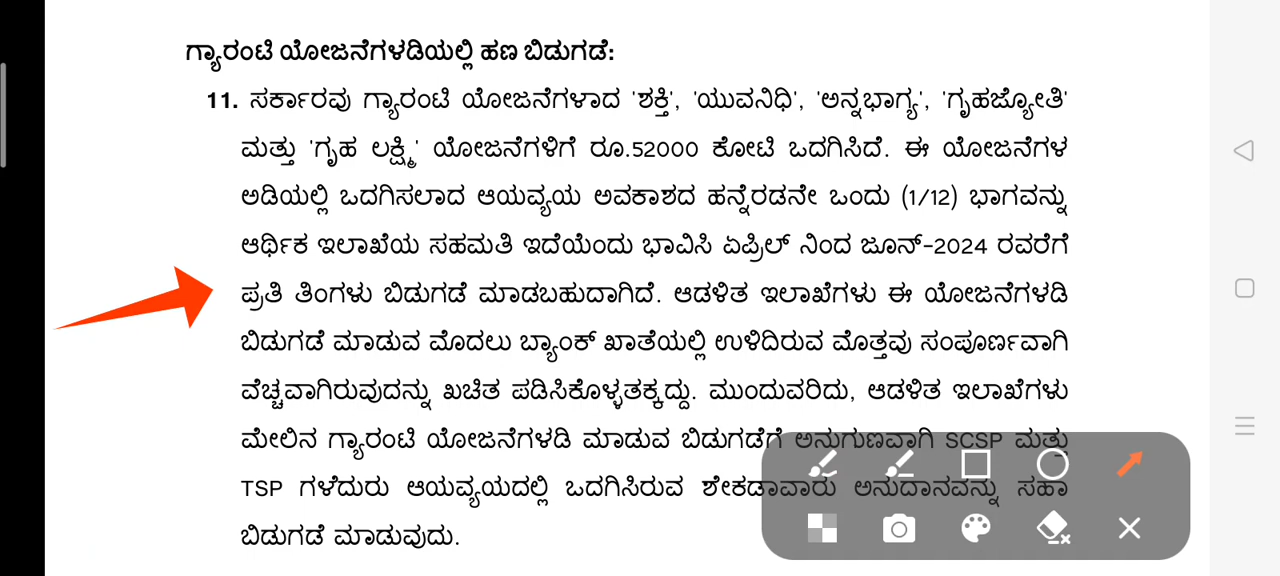 ಗ್ಯಾರಂಟಿ ಯೋಜನೆಗಳಡಿಯಲ್ಲಿ ಹಣ ಬಿಡುಗಡೆ:
11. ಸರ್ಕಾರವು ಗ್ಯಾರಂಟಿ ಯೋಜನೆಗಳಾದ 'ಶಕ್ತಿ', 'ಯುವನಿಧಿ', 'ಅನ್ನಭಾಗ್ಯ', 'ಗೃಹಜ್ಯೋತಿ'
ಮತ್ತು 'ಗೃಹ ಲಕ್ಷ್ಮಿ' ಯೋಜನೆಗಳಿಗೆ ರೂ.52000 ಕೋಟಿ ಒದಗಿಸಿದೆ. ಈ ಯೋಜನೆಗಳ
ಅಡಿಯಲ್ಲಿ ಒದಗಿಸಲಾದ ಆಯವ್ಯಯ ಅವಕಾಶದ ಹನ್ನೆರಡನೇ ಒಂದು (1/12) ಭಾಗವನ್ನು
ಆರ್ಥಿಕ ಇಲಾಖೆಯ ಸಹಮತಿ ಇದೆಯೆಂದು ಭಾವಿಸಿ ಏಪ್ರಿಲ್ ನಿಂದ ಜೂನ್-2024 ರವರೆಗೆ
ಪ್ರತಿ ತಿಂಗಳು ಬಿಡುಗಡೆ ಮಾಡಬಹುದಾಗಿದೆ. ಆಡಳಿತ ಇಲಾಖೆಗಳು ಈ ಯೋಜನೆಗಳಡಿ
ಬಿಡುಗಡೆ ಮಾಡುವ ಮೊದಲು ಬ್ಯಾಂಕ್ ಖಾತೆಯಲ್ಲಿ ಉಳಿದಿರುವ ಮೊತ್ತವು ಸಂಪೂರ್ಣವಾಗಿ
ವೆಚ್ಚವಾಗಿರುವುದನ್ನು ಖಚಿತ ಪಡಿಸಿಕೊಳ್ಳತಕ್ಕದ್ದು. ಮುಂದುವರಿದು, ಆಡಳಿತ ಇಲಾಖೆಗಳು
ಮೇಲಿನ ಗ್ಯಾರಂಟಿ ಯೋಜನೆಗಳಡಿ ಮಾಡುವ ಬಿಡುಗಡೆಗೆ ಅನುಗುಣವಾಗಿ SCSP ಮತ್ತು
TSP ಗಳೆದುರು ಆಯವ್ಯಯದಲ್ಲಿ ಒದಗಿಸಿರುವ ಶೇಕಡಾವಾರು ಅನುದಾನವನ್ನು ಸಹಾ
ಬಿಡುಗಡೆ ಮಾಡುವುದು.